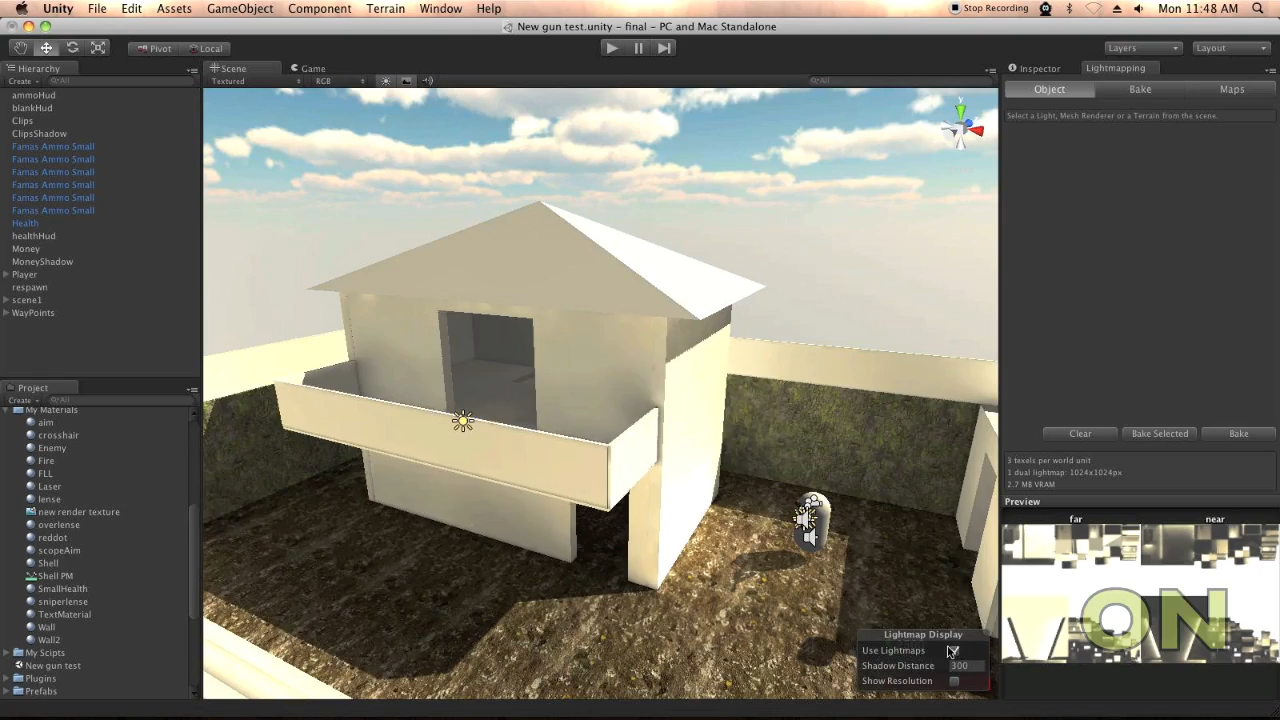 Unity File Edit Assets GameObject Component Terrain Window Help Stop Recording Mon 11:48 AM
New gun test.unity - final - PC and Mac Standalone
Pivot Local Layers Layout
Hierarchy Scene Game Inspector Lightmapping
Create All Textured RGB All
Object Bake Maps
Select a Light, Mesh Renderer or a Terrain from the scene.
ammoHud
blankHud
Clips
ClipsShadow
Famas Ammo Small
Famas Ammo Small
Famas Ammo Small
Famas Ammo Small
Famas Ammo Small
Famas Ammo Small
Health
healthHud
Money
MoneyShadow
Player
respawn
scene1
WayPoints
Project
Create All
My Materials
aim
crosshair
Enemy
Fire
FLL
Laser
lense
new render texture
overlense
reddot
scopeAim
Shell
Shell PM
SmallHealth
sniperlense
TextMaterial
Wall
Wall2
My Scripts
New gun test
Plugins
Prefabs
y
Lightmap Display
Use Lightmaps
Shadow Distance 300
Show Resolution
Clear Bake Selected Bake
3 texels per world unit
1 dual lightmap: 1024x1024px
2.7 MB VRAM
Preview
far near
ON